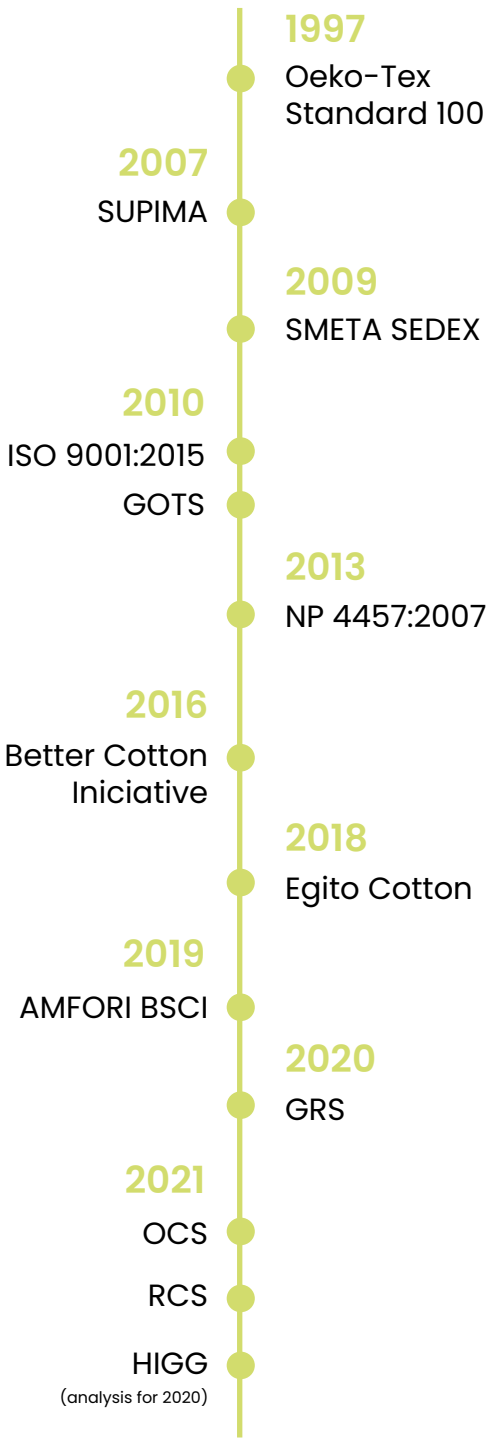 1997
Oeko-Tex
Standard 100
2007
SUPIMA
2009
SMETA SEDEX
2010
ISO 9001:2015
GOTS
2013
NP 4457:2007
2016
Better Cotton
Iniciative
2018
Egito Cotton
2019
AMFORI BSCI
2020
GRS
2021
OCS
RCS
HIGG
(analysis for 2020)